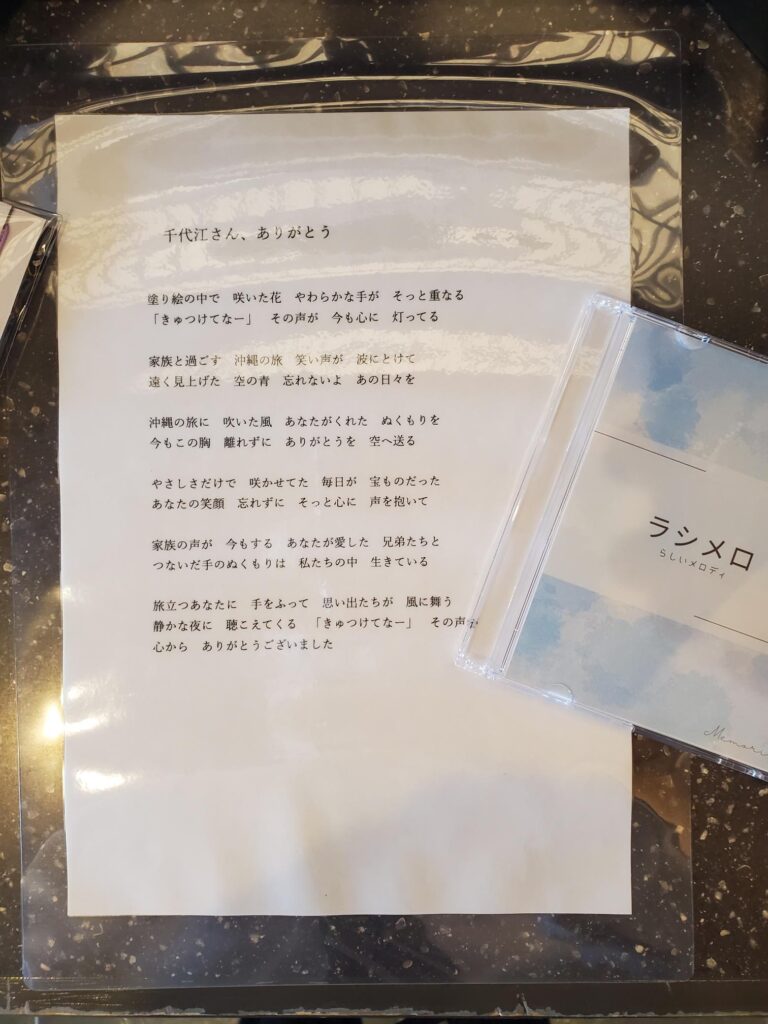 千代江さん、ありがとう
塗り絵の中で　咲いた花　やわらかな手が　そっと重なる
「きゅつけてなー」　その声が　今も心に　灯ってる
家族と過ごす　沖縄の旅　笑い声が　波にとけて
遠く見上げた　空の青　忘れないよ　あの日々を
沖縄の旅に　吹いた風　あなたがくれた　ぬくもりを
今もこの胸　離れずに　ありがとうを　空へ送る
やさしさだけで　咲かせてた　毎日が　宝ものだった
あなたの笑顔　忘れずに　そっと心に　声を抱いて
家族の声が　今もする　あなたが愛した　兄弟たちと
つないだ手のぬくもりは　私たちの中　生きている
旅立つあなたに　手をふって　思い出たちが　風に舞う
静かな夜に　聴こえてくる　「きゅつけてなー」　その声
心から　ありがとうございました
ラシメロ
らしいメロディ
Memori